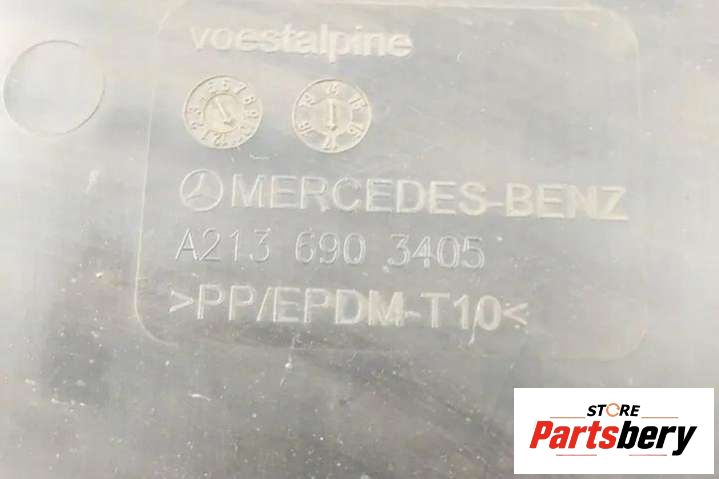 voestalpine
MERCEDES-BENZ
A213 690 3405
>PP/EPDM-T10<
STORE
Partsbery